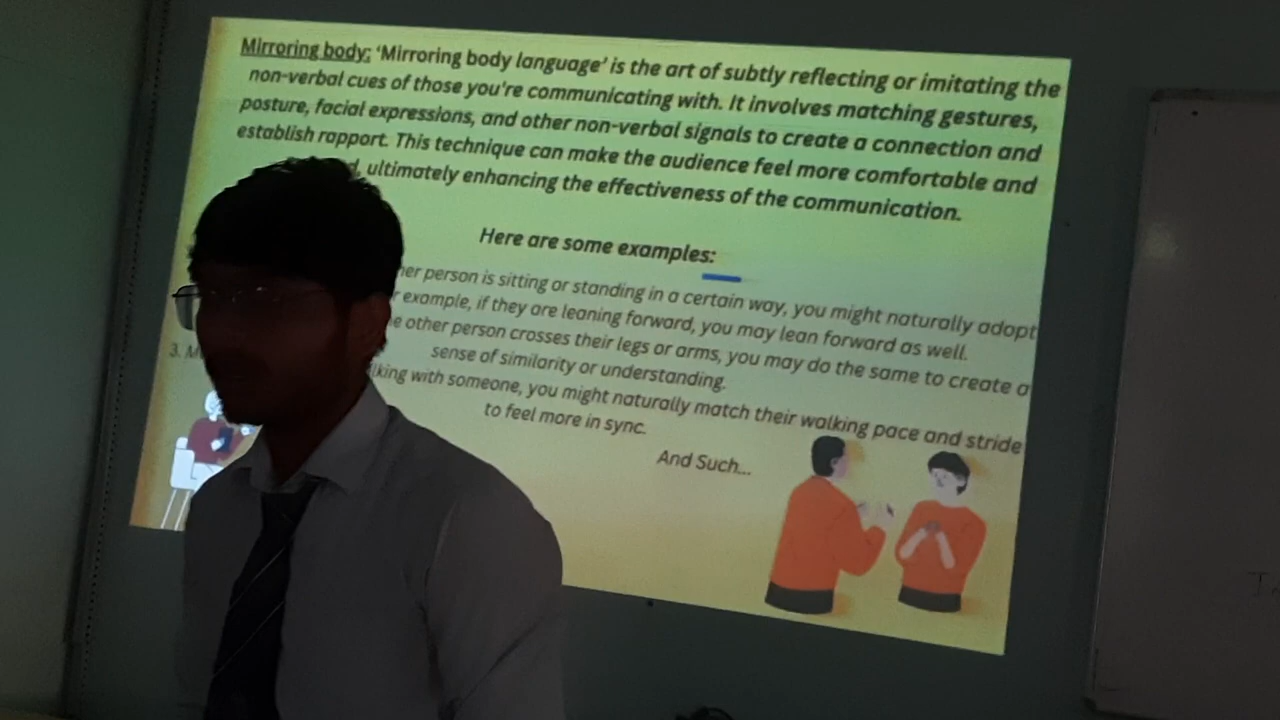 Mirroring body: ‘Mirroring body language’ is the art of subtly reflecting or imitating the
non-verbal cues of those you're communicating with. It involves matching gestures,
posture, facial expressions, and other non-verbal signals to create a connection and
establish rapport. This technique can make the audience feel more comfortable and
ultimately enhancing the effectiveness of the communication.
Here are some examples:
person is sitting or standing in a certain way, you might naturally adopt
example, if they are leaning forward, you may lean forward as well.
other person crosses their legs or arms, you may do the same to create a
sense of similarity or understanding.
3. with someone, you might naturally match their walking pace and stride
to feel more in sync.
And Such...